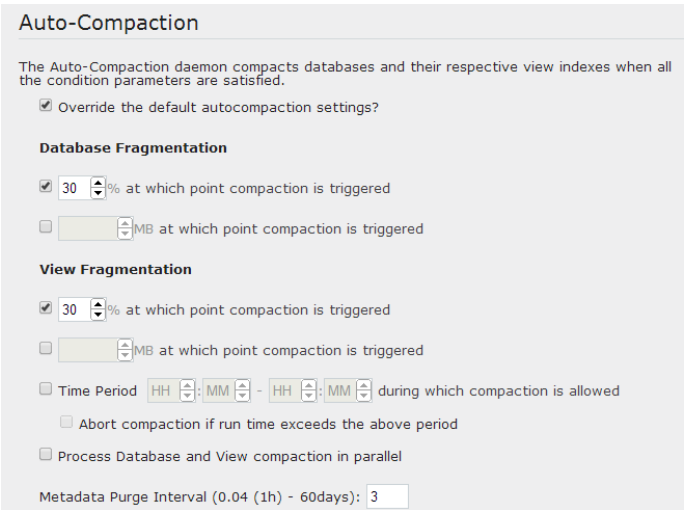 Auto-Compaction
The Auto-Compaction daemon compacts databases and their respective view indexes when all
the condition parameters are satisfied.
Override the default autocompaction settings?
Database Fragmentation
30 % at which point compaction is triggered
MB at which point compaction is triggered
View Fragmentation
30 % at which point compaction is triggered
MB at which point compaction is triggered
Time Period HH : MM - HH : MM during which compaction is allowed
Abort compaction if run time exceeds the above period
Process Database and View compaction in parallel
Metadata Purge Interval (0.04 (1h) - 60days): 3